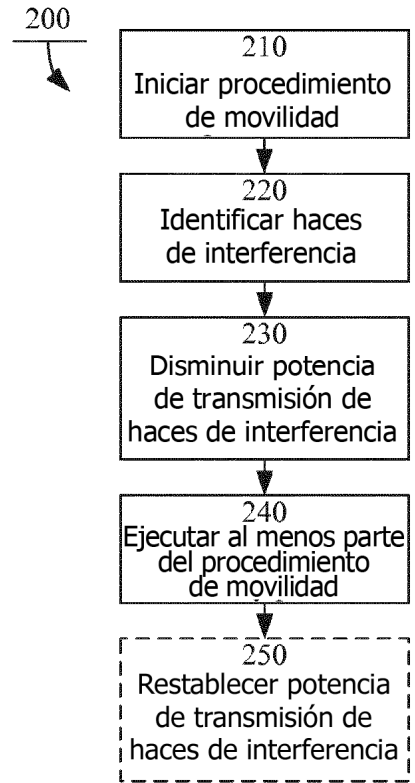 200
210
Iniciar procedimiento
de movilidad
220
Identificar haces
de interferencia
230
Disminuir potencia
de transmisión de
haces de interferencia
240
Ejecutar al menos parte
del procedimiento
de movilidad
250
Restablecer potencia
de transmisión de
haces de interferencia